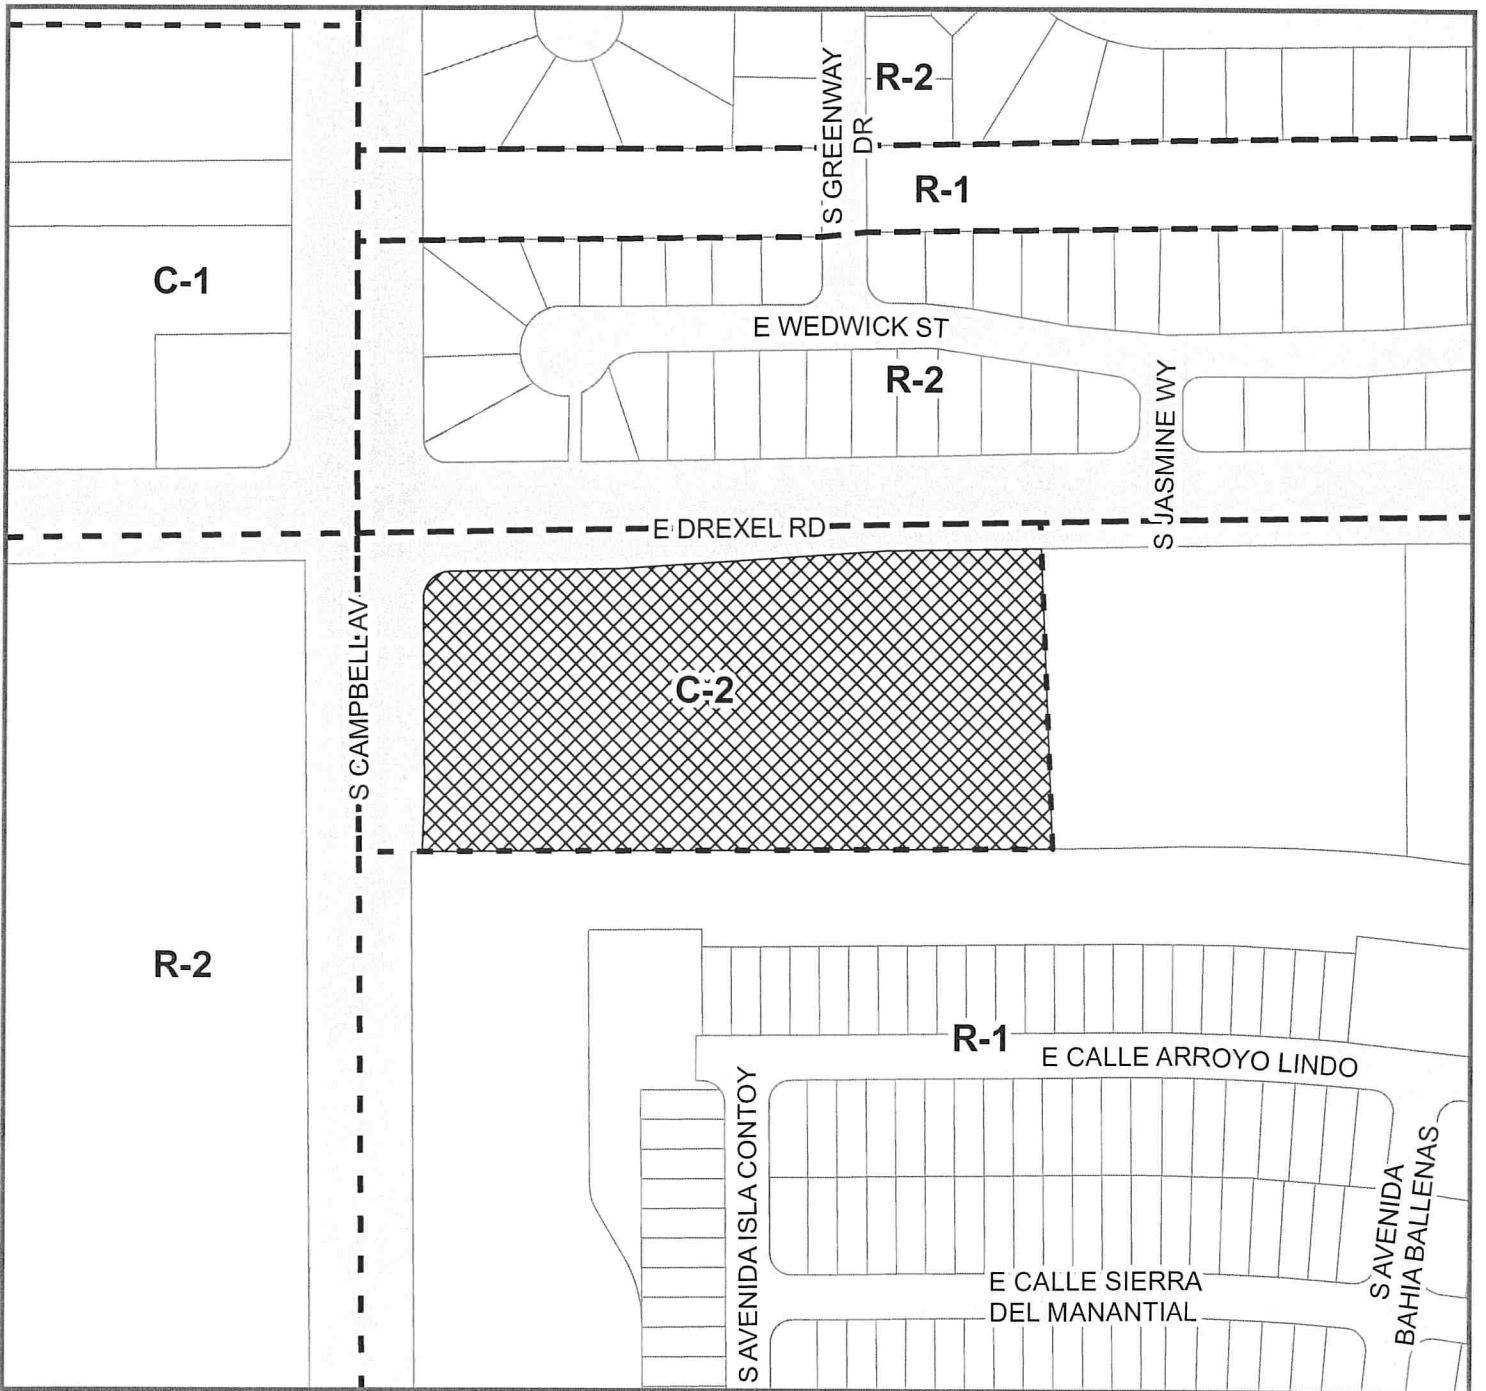 R-2
S GREENWAY
DR
R-1
C-1
E WEDWICK ST
R-2
S JASMINE WY
E DREXEL RD
S CAMPBELL AV
C-2
R-2
R-1
E CALLE ARROYO LINDO
S AVENIDA ISLA CONTOY
S AVENIDA
BAHIA BALLENAS
E CALLE SIERRA
DEL MANANTIAL